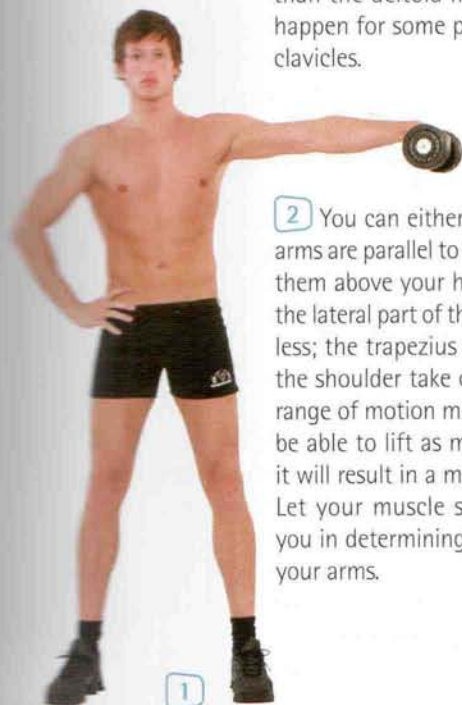 than the deltoid
happen for some p
clavicles.
2 You can either
arms are parallel to
them above your h
the lateral part of th
less; the trapezius
the shoulder take o
range of motion m
be able to lift as m
it will result in a m
Let your muscle s
you in determining
your arms.
1